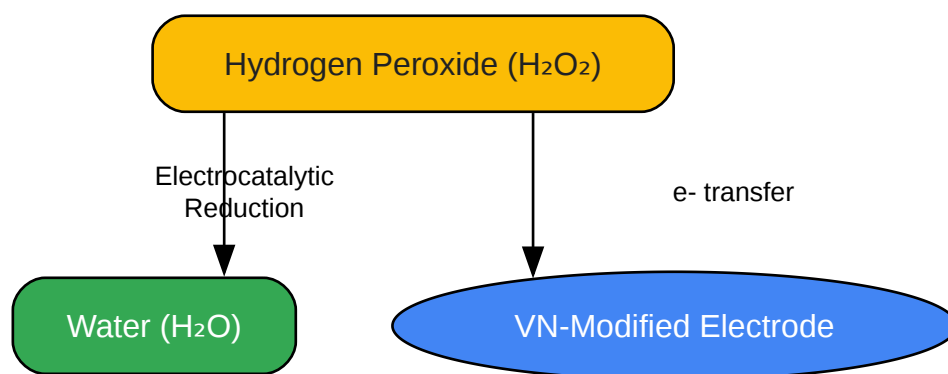 Hydrogen Peroxide (H₂O₂)
Electrocatalytic
Reduction
e- transfer
Water (H₂O)
VN-Modified Electrode